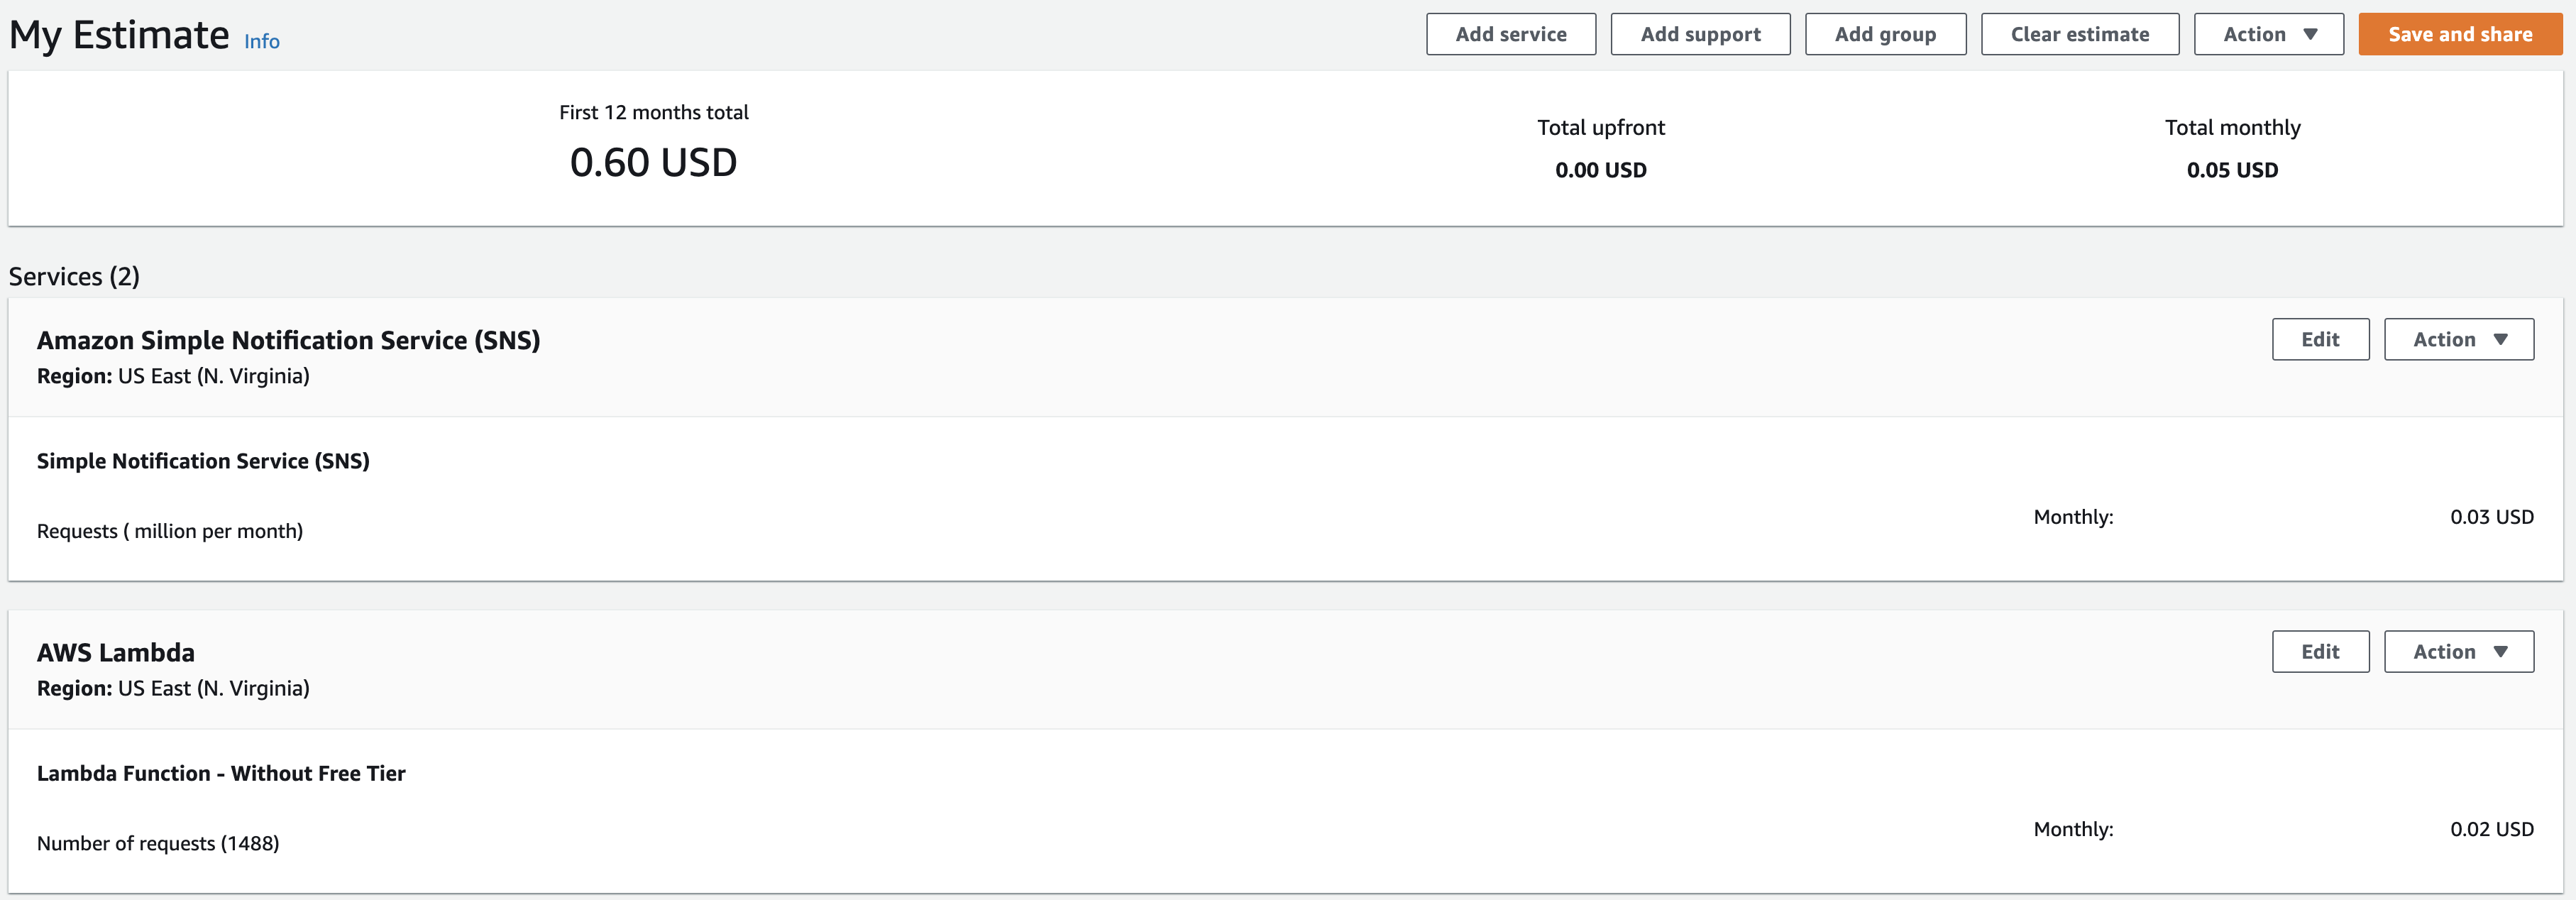 My Estimate Info
Add service
Add support
Add group
Clear estimate
Action
Save and share
First 12 months total
0.60 USD
Total upfront
0.00 USD
Total monthly
0.05 USD
Services (2)
Amazon Simple Notification Service (SNS)
Edit
Action
Region: US East (N. Virginia)
Simple Notification Service (SNS)
Requests ( million per month)
Monthly:
0.03 USD
AWS Lambda
Edit
Action
Region: US East (N. Virginia)
Lambda Function - Without Free Tier
Number of requests (1488)
Monthly:
0.02 USD